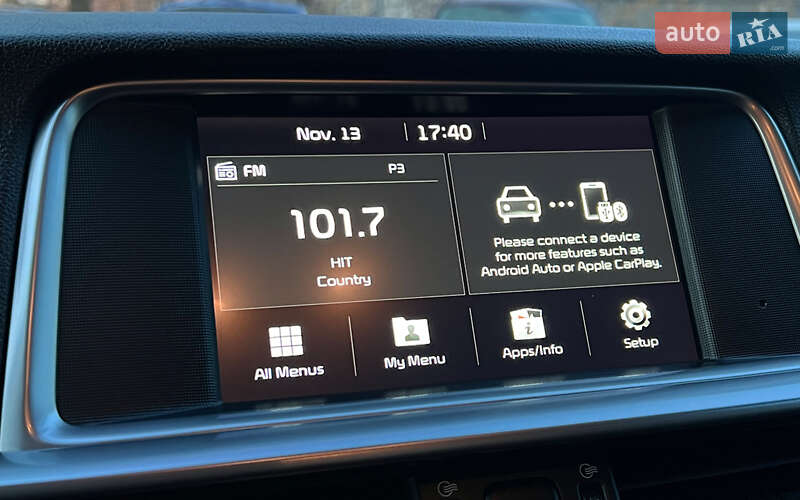 auto RIA.com
Nov. 13 17:40
FM P3
101.7
HIT
Country
Please connect a device
for more features such as
Android Auto or Apple CarPlay.
All Menus
My Menu
Apps/Info
Setup